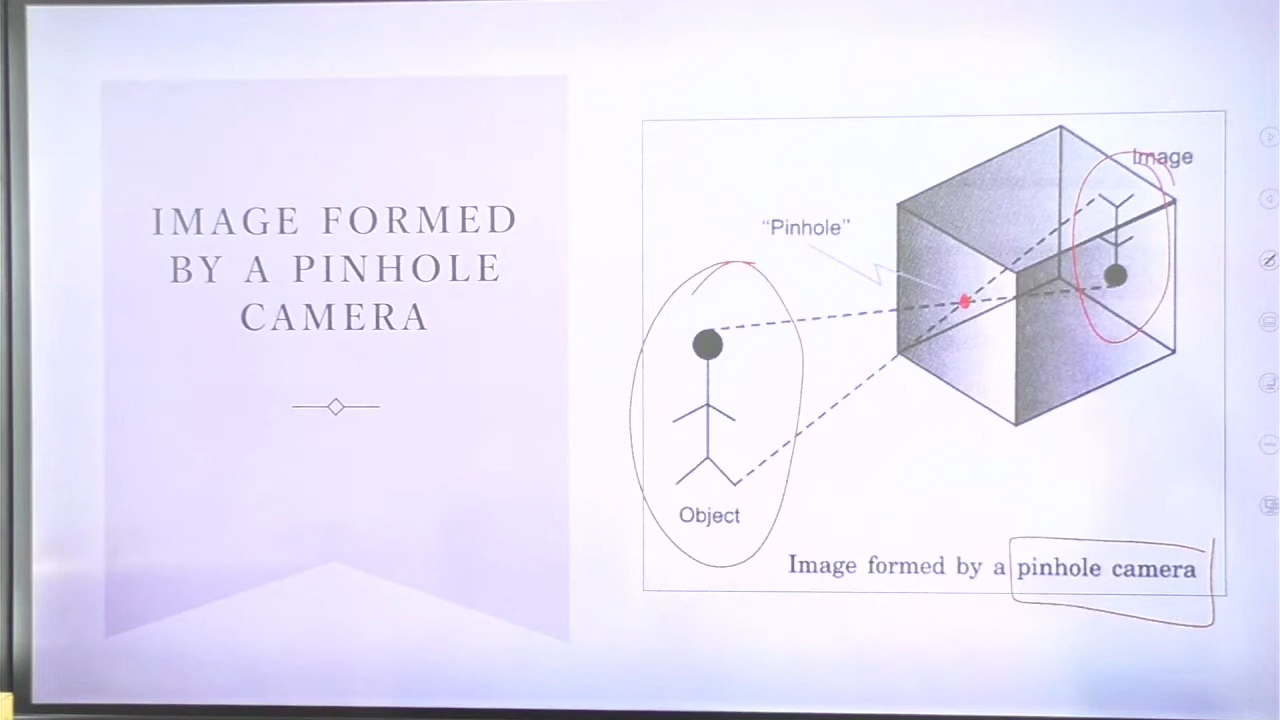 IMAGE FORMED
BY A PINHOLE
CAMERA
Image
"Pinhole"
Object
Image formed by a pinhole camera